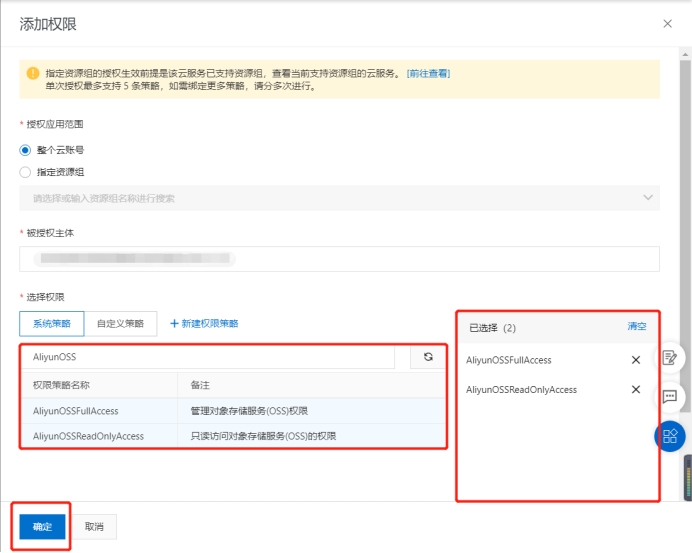 添加权限
指定资源组的授权生效前提是该云服务已支持资源组，查看当前支持资源组的云服务。 [前往查看]
单次授权最多支持 5 条策略，如需绑定更多策略，请分多次进行。
* 授权应用范围
整个云账号
指定资源组
请选择或输入资源组名称进行搜索
* 被授权主体
* 选择权限
系统策略 自定义策略 + 新建权限策略
AliyunOSS
权限策略名称 备注
AliyunOSSFullAccess 管理对象存储服务(OSS)权限
AliyunOSSReadOnlyAccess 只读访问对象存储服务(OSS)的权限
已选择 (2) 清空
AliyunOSSFullAccess
AliyunOSSReadOnlyAccess
确定 取消